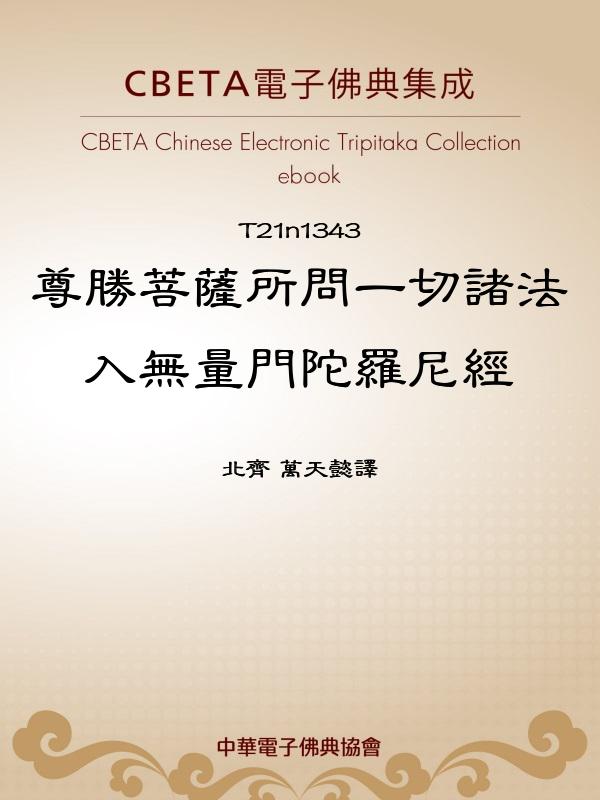 CBETA電子佛典集成
CBETA Chinese Electronic Tripitaka Collection
ebook
T21n1343
尊勝菩薩所問一切諸法
入無量門陀羅尼經
北齊 萬天懿譯
中華電子佛典協會